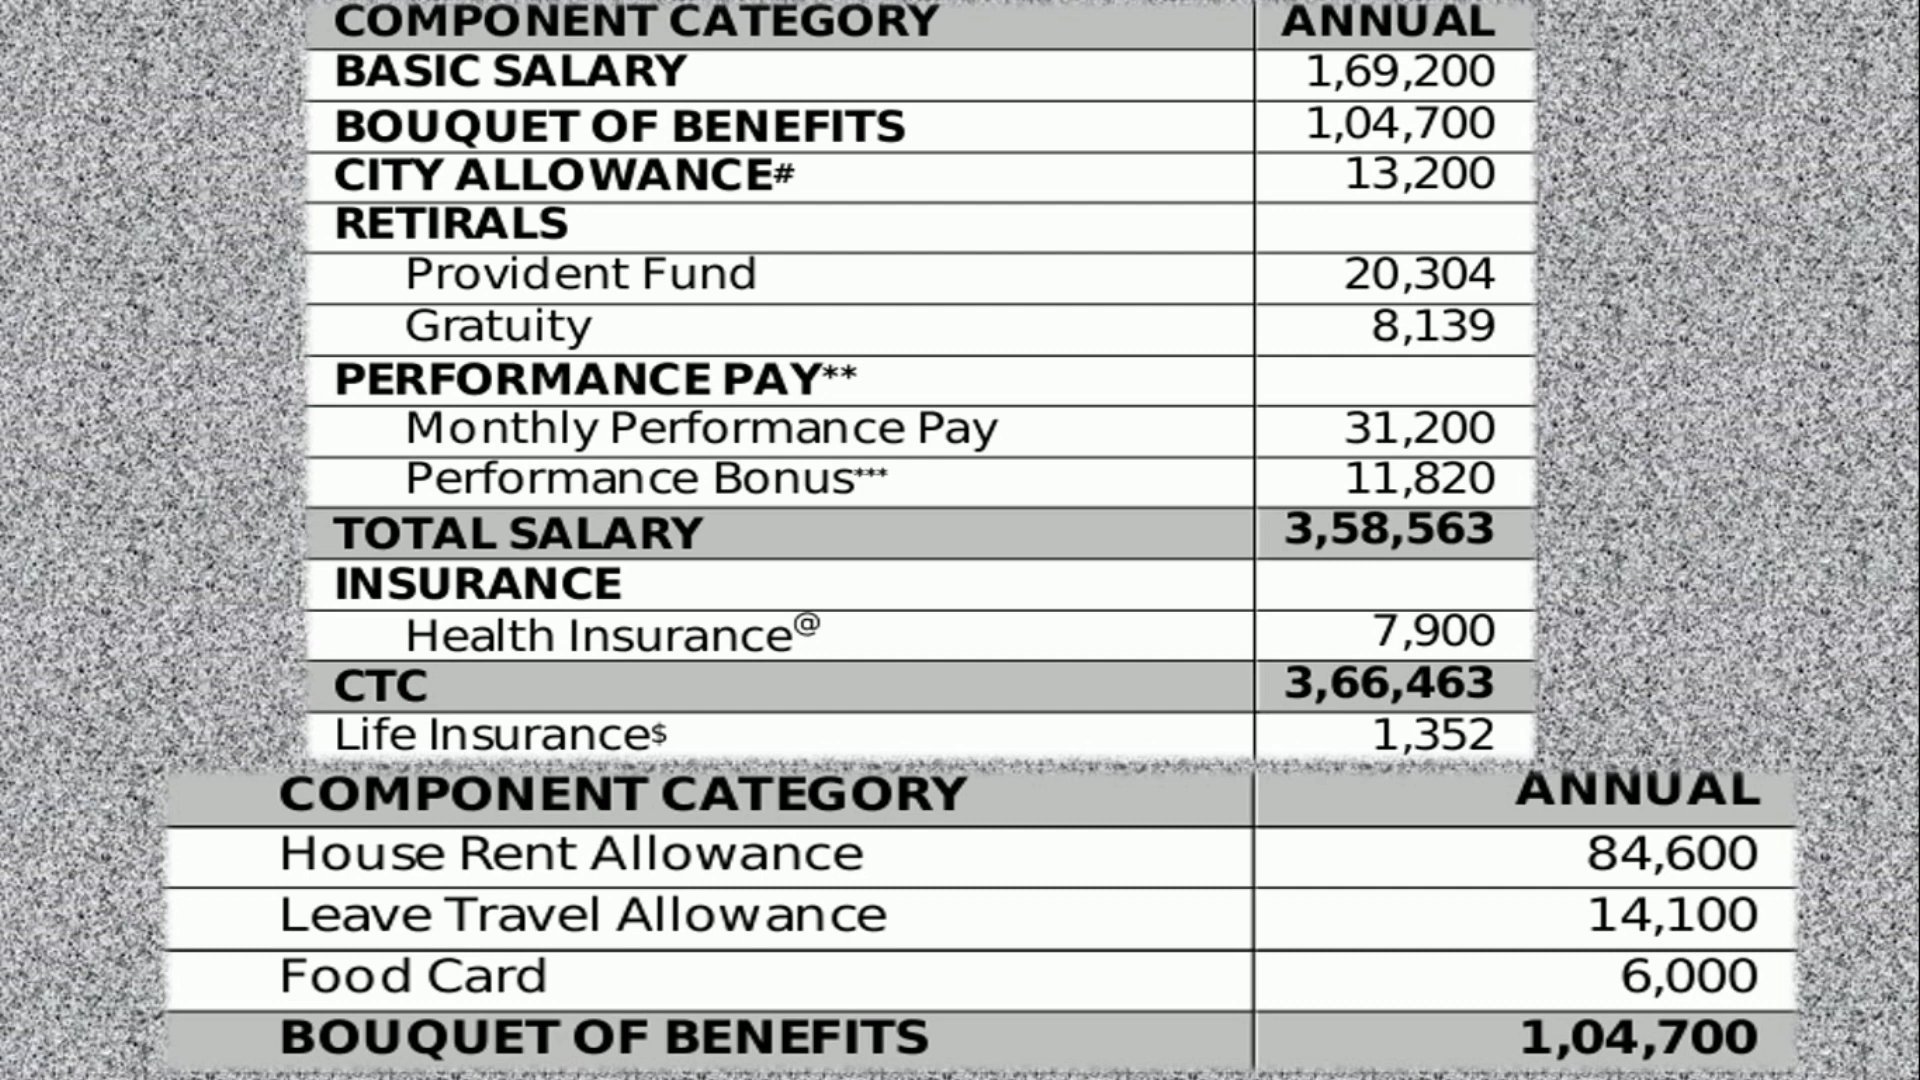 COMPONENT CATEGORY ANNUAL
BASIC SALARY 1,69,200
BOUQUET OF BENEFITS 1,04,700
CITY ALLOWANCE# 13,200
RETIRALS
Provident Fund 20,304
Gratuity 8,139
PERFORMANCE PAY**
Monthly Performance Pay 31,200
Performance Bonus*** 11,820
TOTAL SALARY 3,58,563
INSURANCE
Health Insurance@ 7,900
CTC 3,66,463
Life Insurance$ 1,352
COMPONENT CATEGORY ANNUAL
House Rent Allowance 84,600
Leave Travel Allowance 14,100
Food Card 6,000
BOUQUET OF BENEFITS 1,04,700